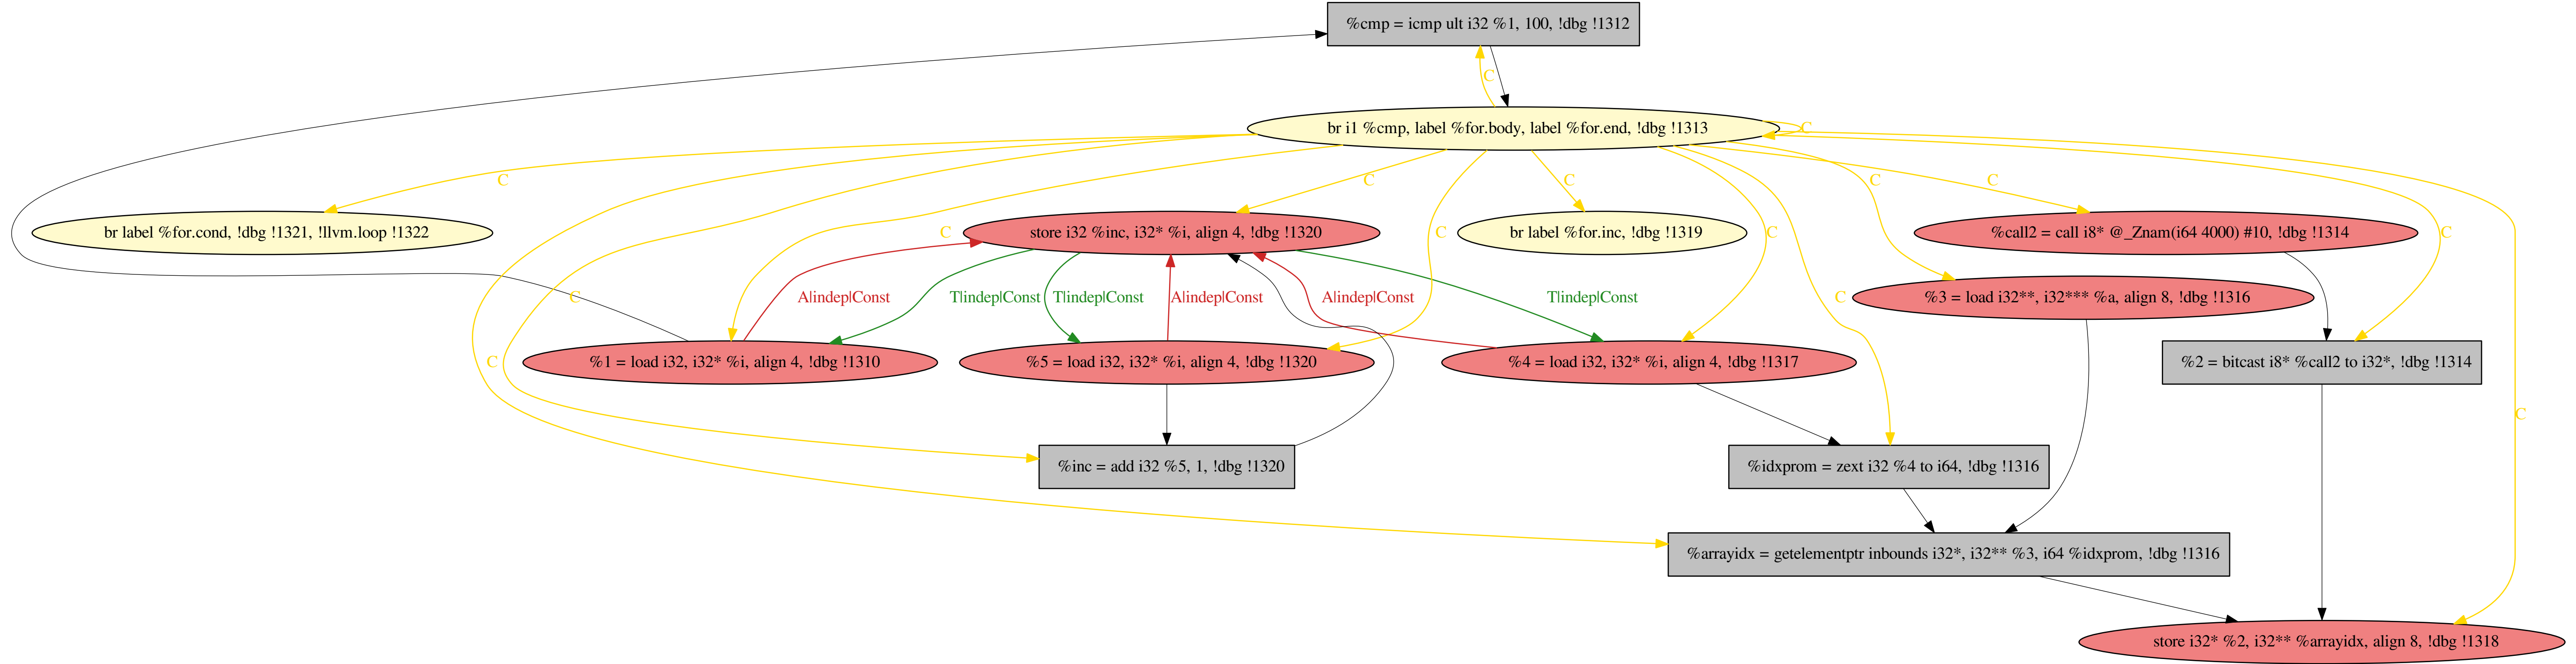 %cmp = icmp ult i32 %1, 100, !dbg !1312
C
br i1 %cmp, label %for.body, label %for.end, !dbg !1313
C
C
C
C
C
C
br label %for.cond, !dbg !1321, !llvm.loop !1322
C
store i32 %inc, i32* %i, align 4, !dbg !1320
C
br label %for.inc, !dbg !1319
C
%call2 = call i8* @_Znam(i64 4000) #10, !dbg !1314
C
C
A|indep|Const
T|indep|Const
T|indep|Const
A|indep|Const
A|indep|Const
T|indep|Const
C
%3 = load i32**, i32*** %a, align 8, !dbg !1316
C
%1 = load i32, i32* %i, align 4, !dbg !1310
%5 = load i32, i32* %i, align 4, !dbg !1320
%4 = load i32, i32* %i, align 4, !dbg !1317
%2 = bitcast i8* %call2 to i32*, !dbg !1314
C
%inc = add i32 %5, 1, !dbg !1320
%idxprom = zext i32 %4 to i64, !dbg !1316
%arrayidx = getelementptr inbounds i32*, i32** %3, i64 %idxprom, !dbg !1316
store i32* %2, i32** %arrayidx, align 8, !dbg !1318